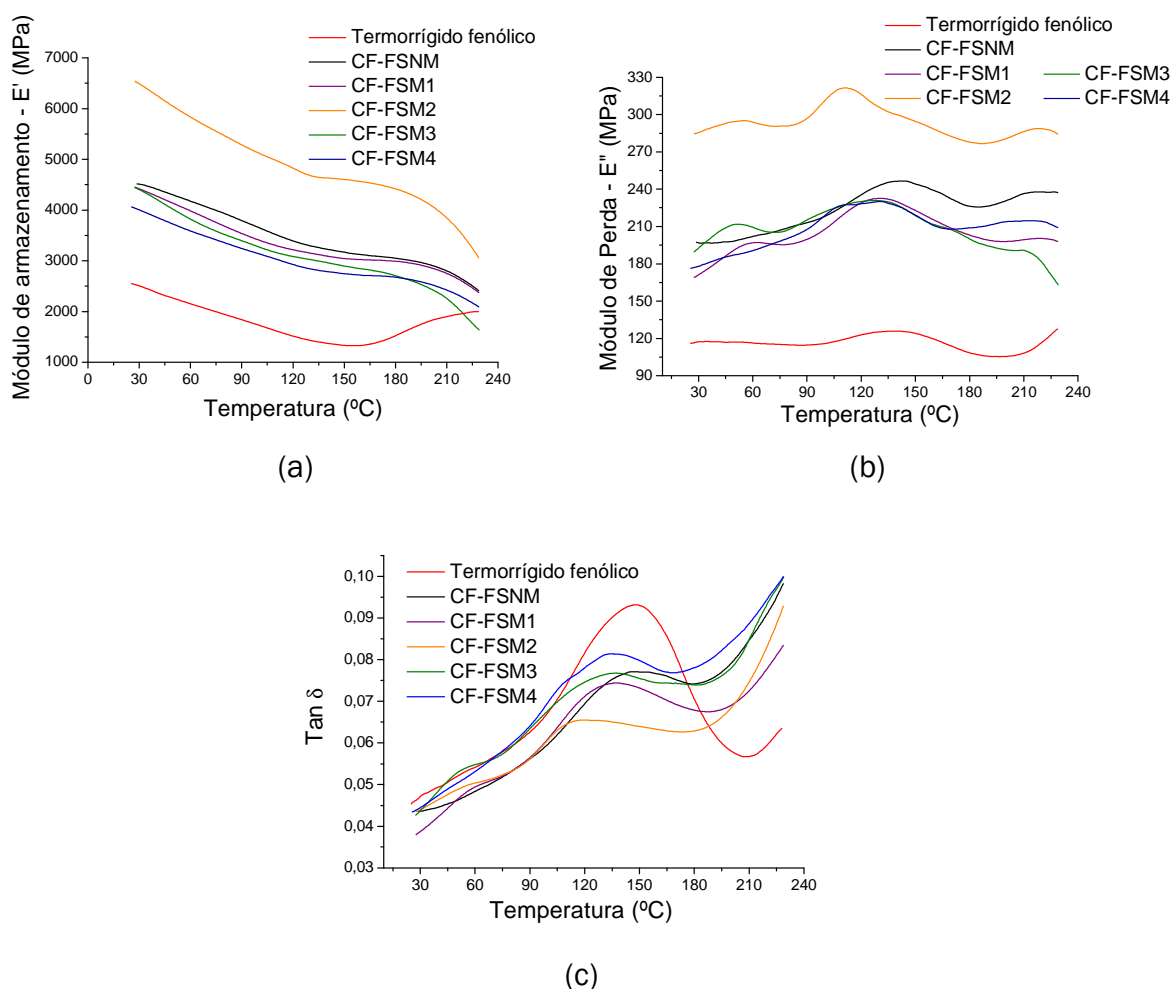 Termorrígido fenólico
CF-FSNM
CF-FSM1
CF-FSM2
CF-FSM3
CF-FSM4
Módulo de armazenamento - E' (MPa)
7000
6000
5000
4000
3000
2000
1000
0 30 60 90 120 150 180 210 240
Temperatura (ºC)
(a)
Termorrígido fenólico
CF-FSNM
CF-FSM1 CF-FSM3
CF-FSM2 CF-FSM4
Módulo de Perda - E" (MPa)
330
300
270
240
210
180
150
120
90
30 60 90 120 150 180 210 240
Temperatura (ºC)
(b)
Termorrígido fenólico
CF-FSNM
CF-FSM1
CF-FSM2
CF-FSM3
CF-FSM4
Tan δ
0,10
0,09
0,08
0,07
0,06
0,05
0,04
0,03
30 60 90 120 150 180 210 240
Temperatura (ºC)
(c)